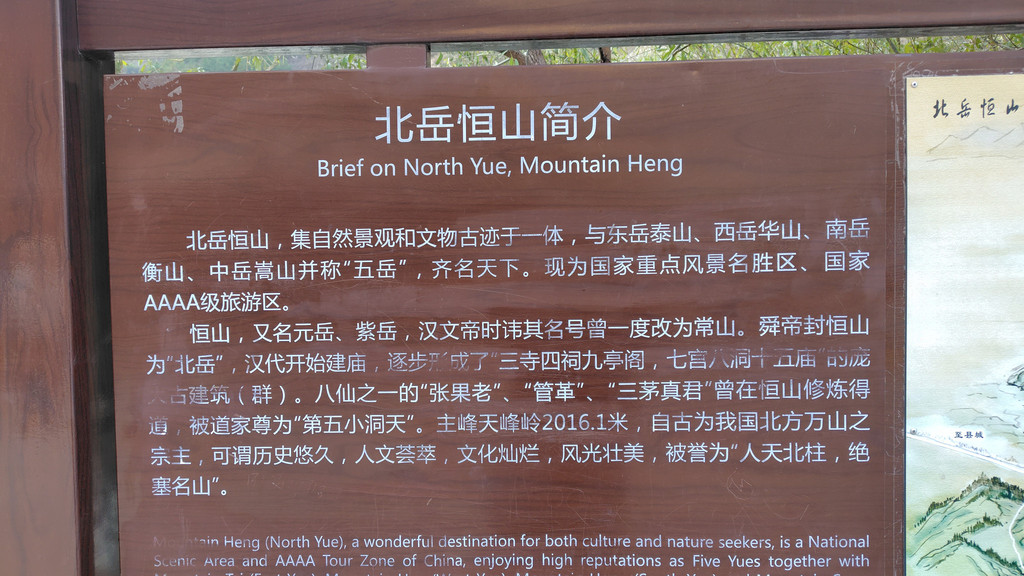 北岳恒山简介
Brief on North Yue, Mountain Heng
北岳恒山，集自然景观和文物古迹于一体，与东岳泰山、西岳华山、南岳
衡山、中岳嵩山并称“五岳”，齐名天下。现为国家重点风景名胜区、国家
AAAA级旅游区。
恒山，又名元岳、紫岳，汉文帝时讳其名号曾一度改为常山。舜帝封恒山
为“北岳”，汉代开始建庙，逐步形成了“三寺四祠九亭阁，七宫八洞十五庙”的庞
大古建筑（群）。八仙之一的“张果老”、“管革”、“三茅真君”曾在恒山修炼得
道，被道家尊为“第五小洞天”。主峰天峰岭2016.1米，自古为我国北方万山之
宗主，可谓历史悠久，人文荟萃，文化灿烂，风光壮美，被誉为“人天北柱，绝
塞名山”。
Mountain Heng (North Yue), a wonderful destination for both culture and nature seekers, is a National
Scenic Area and AAAA Tour Zone of China, enjoying high reputations as Five Yues together with
北岳恒山
至县城